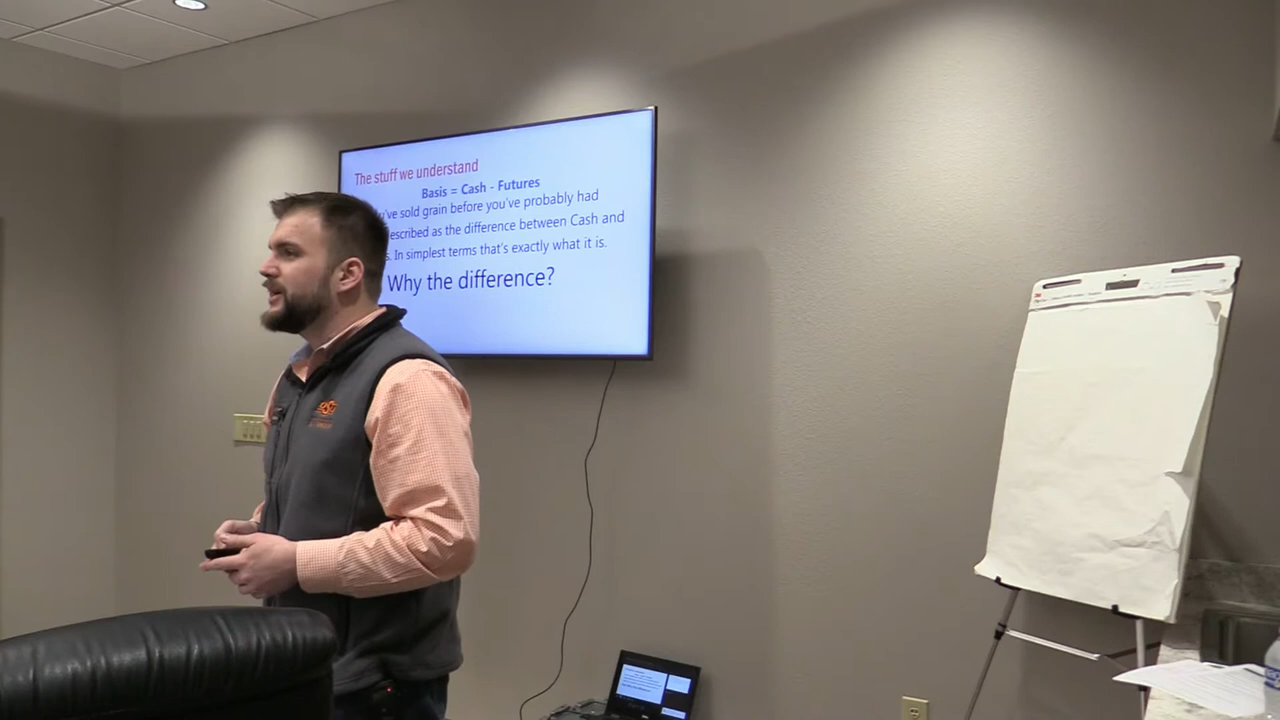 The stuff we understand
Basis = Cash - Futures
u've sold grain before you've probably had
escribed as the difference between Cash and
s. In simplest terms that's exactly what it is.
Why the difference?
3M